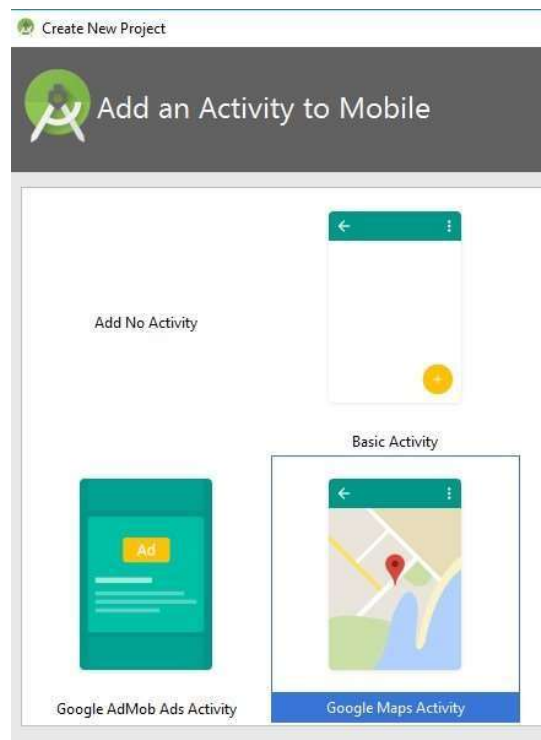 Create New Project
Add an Activity to Mobile
Add No Activity
Basic Activity
Ad
Google AdMob Ads Activity
Google Maps Activity